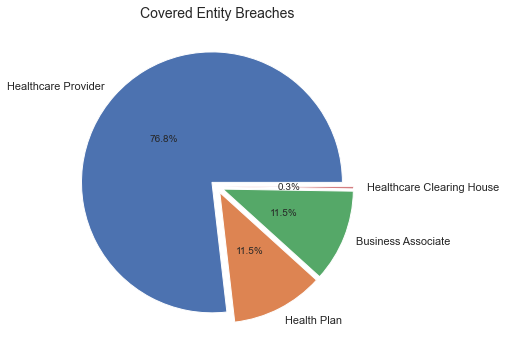 Covered Entity Breaches
Healthcare Provider
76.8%
0.3%
Healthcare Clearing House
11.5%
Business Associate
11.5%
Health Plan